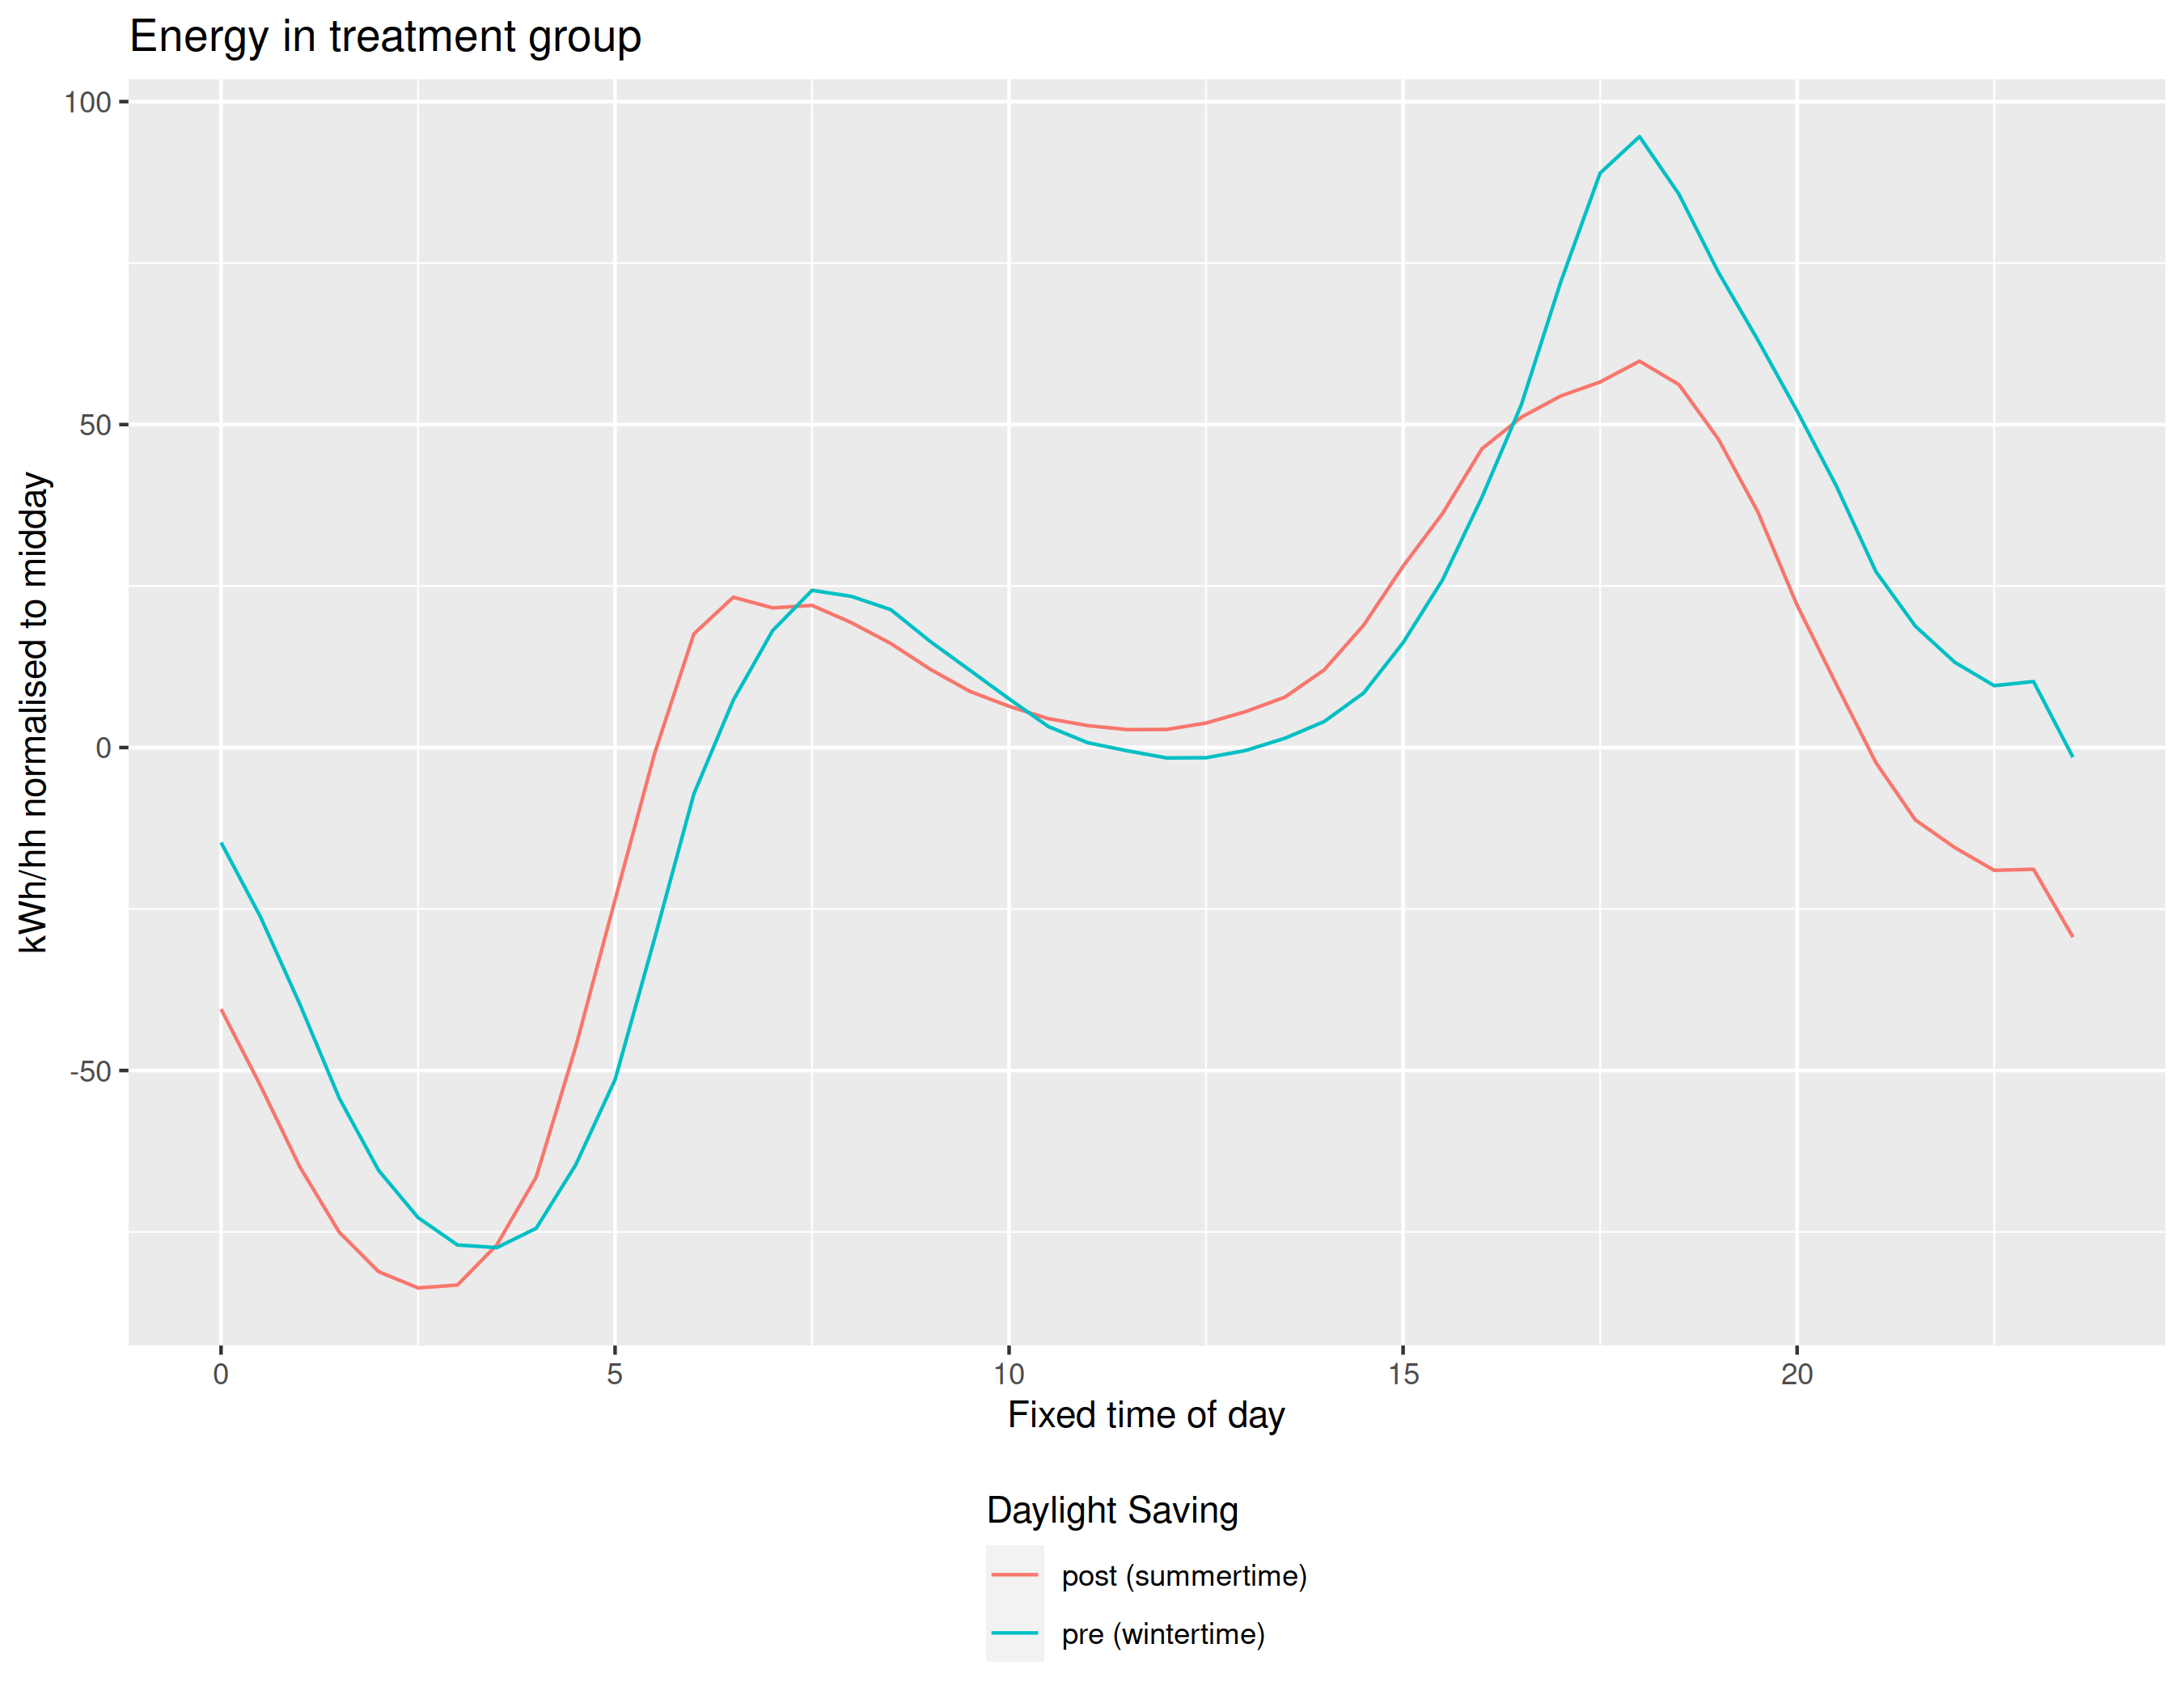 Energy in treatment group
100
50
0
-50
kWh/hh normalised to midday
0 5 10 15 20
Fixed time of day
Daylight Saving
post (summertime)
pre (wintertime)